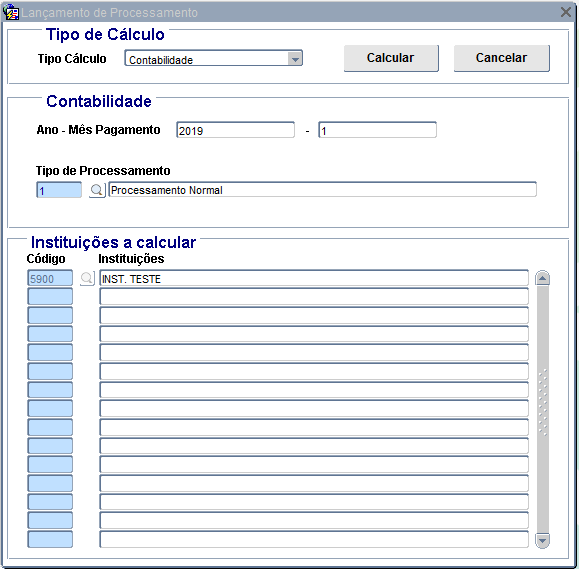 Lançamento de Processamento
Tipo de Cálculo
Tipo Cálculo Contabilidade Calcular Cancelar
Contabilidade
Ano - Mês Pagamento 2019 - 1
Tipo de Processamento
1 Processamento Normal
Instituições a calcular
Código Instituições
5900 INST. TESTE